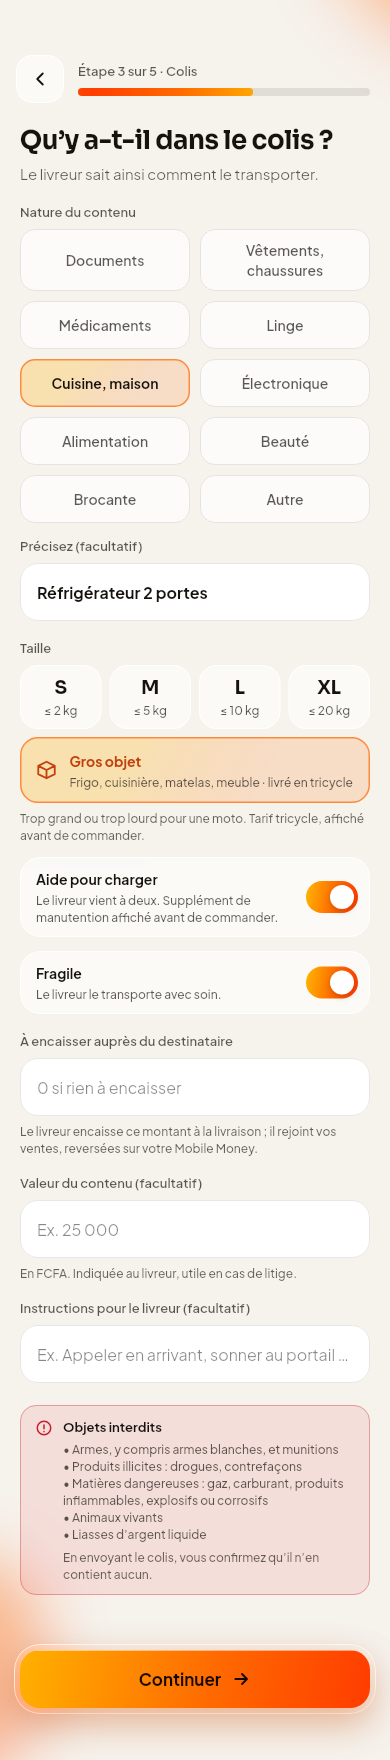 Étape 3 sur 5 · Colis
Qu’y a-t-il dans le colis ?
Le livreur sait ainsi comment le transporter.
Nature du contenu
Documents
Vêtements,
chaussures
Médicaments
Linge
Cuisine, maison
Électronique
Alimentation
Beauté
Brocante
Autre
Précisez (facultatif)
Réfrigérateur 2 portes
Taille
S
≤ 2 kg
M
≤ 5 kg
L
≤ 10 kg
XL
≤ 20 kg
Gros objet
Frigo, cuisinière, matelas, meuble · livré en tricycle
Trop grand ou trop lourd pour une moto. Tarif tricycle, affiché
avant de commander.
Aide pour charger
Le livreur vient à deux. Supplément de
manutention affiché avant de commander.
Fragile
Le livreur le transporte avec soin.
À encaisser auprès du destinataire
0 si rien à encaisser
Le livreur encaisse ce montant à la livraison ; il rejoint vos
ventes, reversées sur votre Mobile Money.
Valeur du contenu (facultatif)
Ex. 25 000
En FCFA. Indiquée au livreur, utile en cas de litige.
Instructions pour le livreur (facultatif)
Ex. Appeler en arrivant, sonner au portail ...
Objets interdits
• Armes, y compris armes blanches, et munitions
• Produits illicites : drogues, contrefaçons
• Matières dangereuses : gaz, carburant, produits
inflammables, explosifs ou corrosifs
• Animaux vivants
• Liasses d’argent liquide
En envoyant le colis, vous confirmez qu’il n’en
contient aucun.
Continuer →